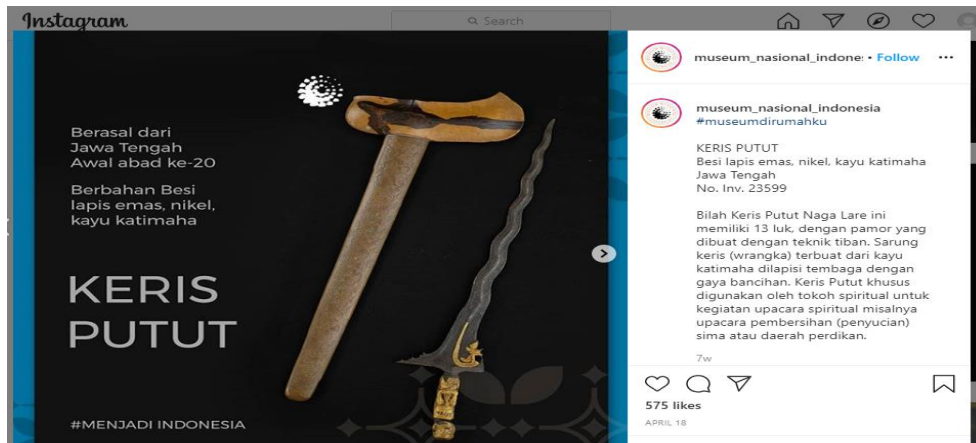 Instagram
Search
Berasal dari
Jawa Tengah
Awal abad ke-20
Berbahan Besi
lapis emas, nikel,
kayu katimaha
KERIS
PUTUT
#MENJADI INDONESIA
museum_nasional_indone: • Follow
museum_nasional_indonesia
#museumdirumahku
KERIS PUTUT
Besi lapis emas, nikel, kayu katimaha
Jawa Tengah
No. Inv. 23599
Bilah Keris Putut Naga Lare ini
memiliki 13 luk, dengan pamor yang
dibuat dengan teknik tiban. Sarung
keris (wrangka) terbuat dari kayu
katimaha dilapisi tembaga dengan
gaya bancihan. Keris Putut khusus
digunakan oleh tokoh spiritual untuk
kegiatan upacara spiritual misalnya
upacara pembersihan (penyucian)
sima atau daerah perdikan.
7w
575 likes
APRIL 18